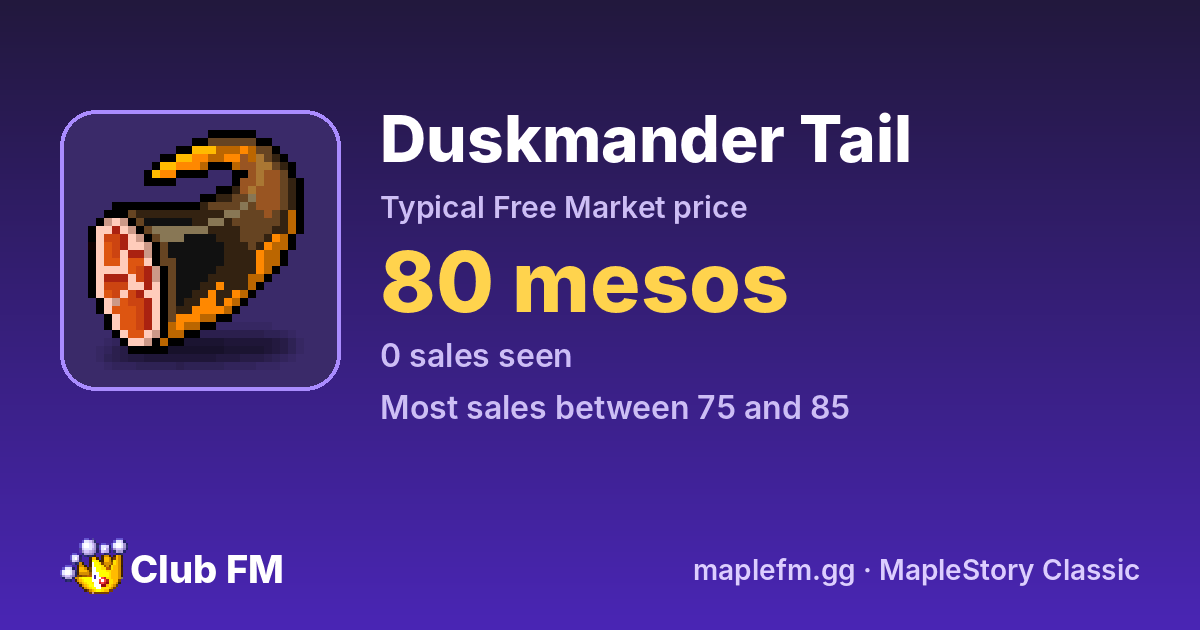 Duskmander Tail
Typical Free Market price
80 mesos
0 sales seen
Most sales between 75 and 85
Club FM
maplefm.gg · MapleStory Classic